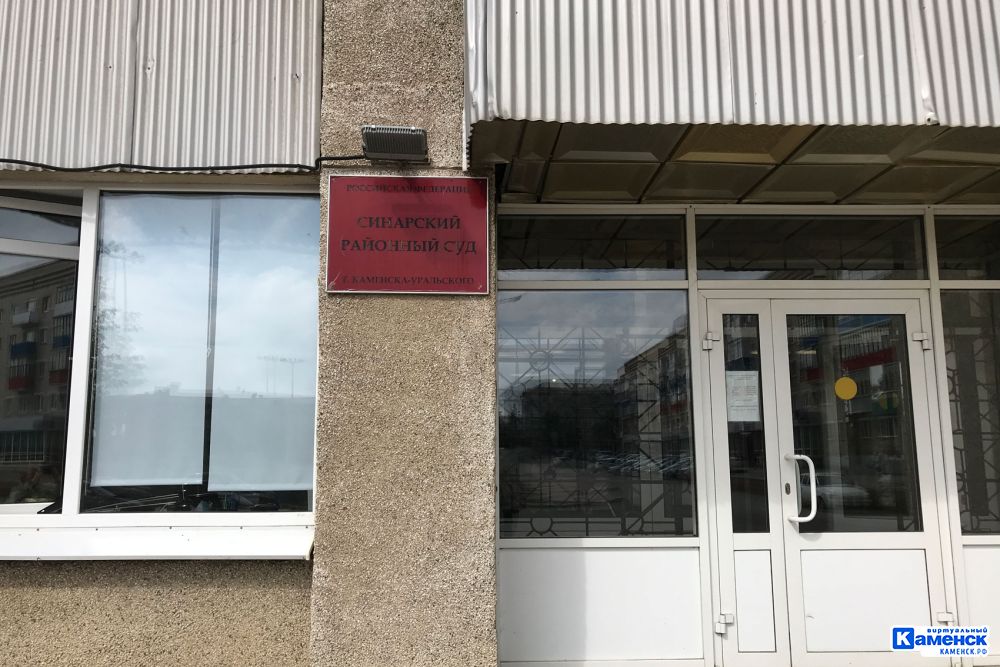 РОССИЙСКАЯ ФЕДЕРАЦИЯ
СИНАРСКИЙ
РАЙОННЫЙ СУД
Г. КАМЕНСКА-УРАЛЬСКОГО
виртуальный
Каменск
КАМЕНСК.РФ